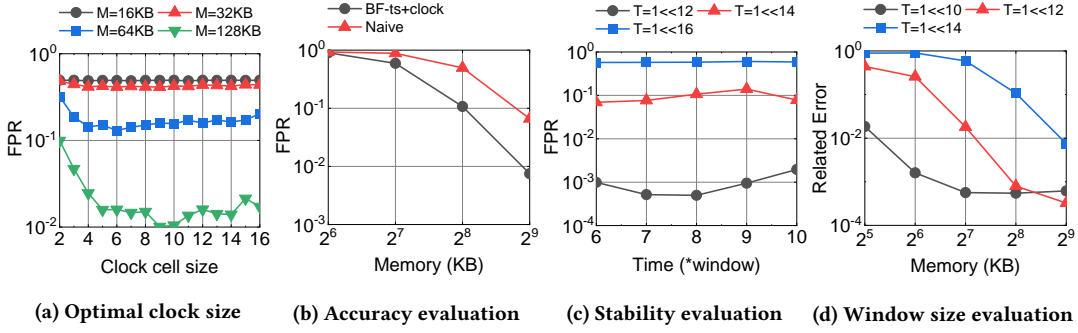 M=16KB M=32KB
M=64KB M=128KB
10^0
10^-1
10^-2
FPR
2 4 6 8 10 12 14 16
Clock cell size
(a) Optimal clock size
BF-ts+clock
Naive
10^0
10^-1
10^-2
10^-3
FPR
2^6 2^7 2^8 2^9
Memory (KB)
(b) Accuracy evaluation
T=1<<12 T=1<<14
T=1<<16
10^0
10^-1
10^-2
10^-3
10^-4
FPR
6 7 8 9 10
Time (*window)
(c) Stability evaluation
T=1<<10 T=1<<12
T=1<<14
10^0
10^-2
10^-4
Related Error
2^5 2^6 2^7 2^8 2^9
Memory (KB)
(d) Window size evaluation